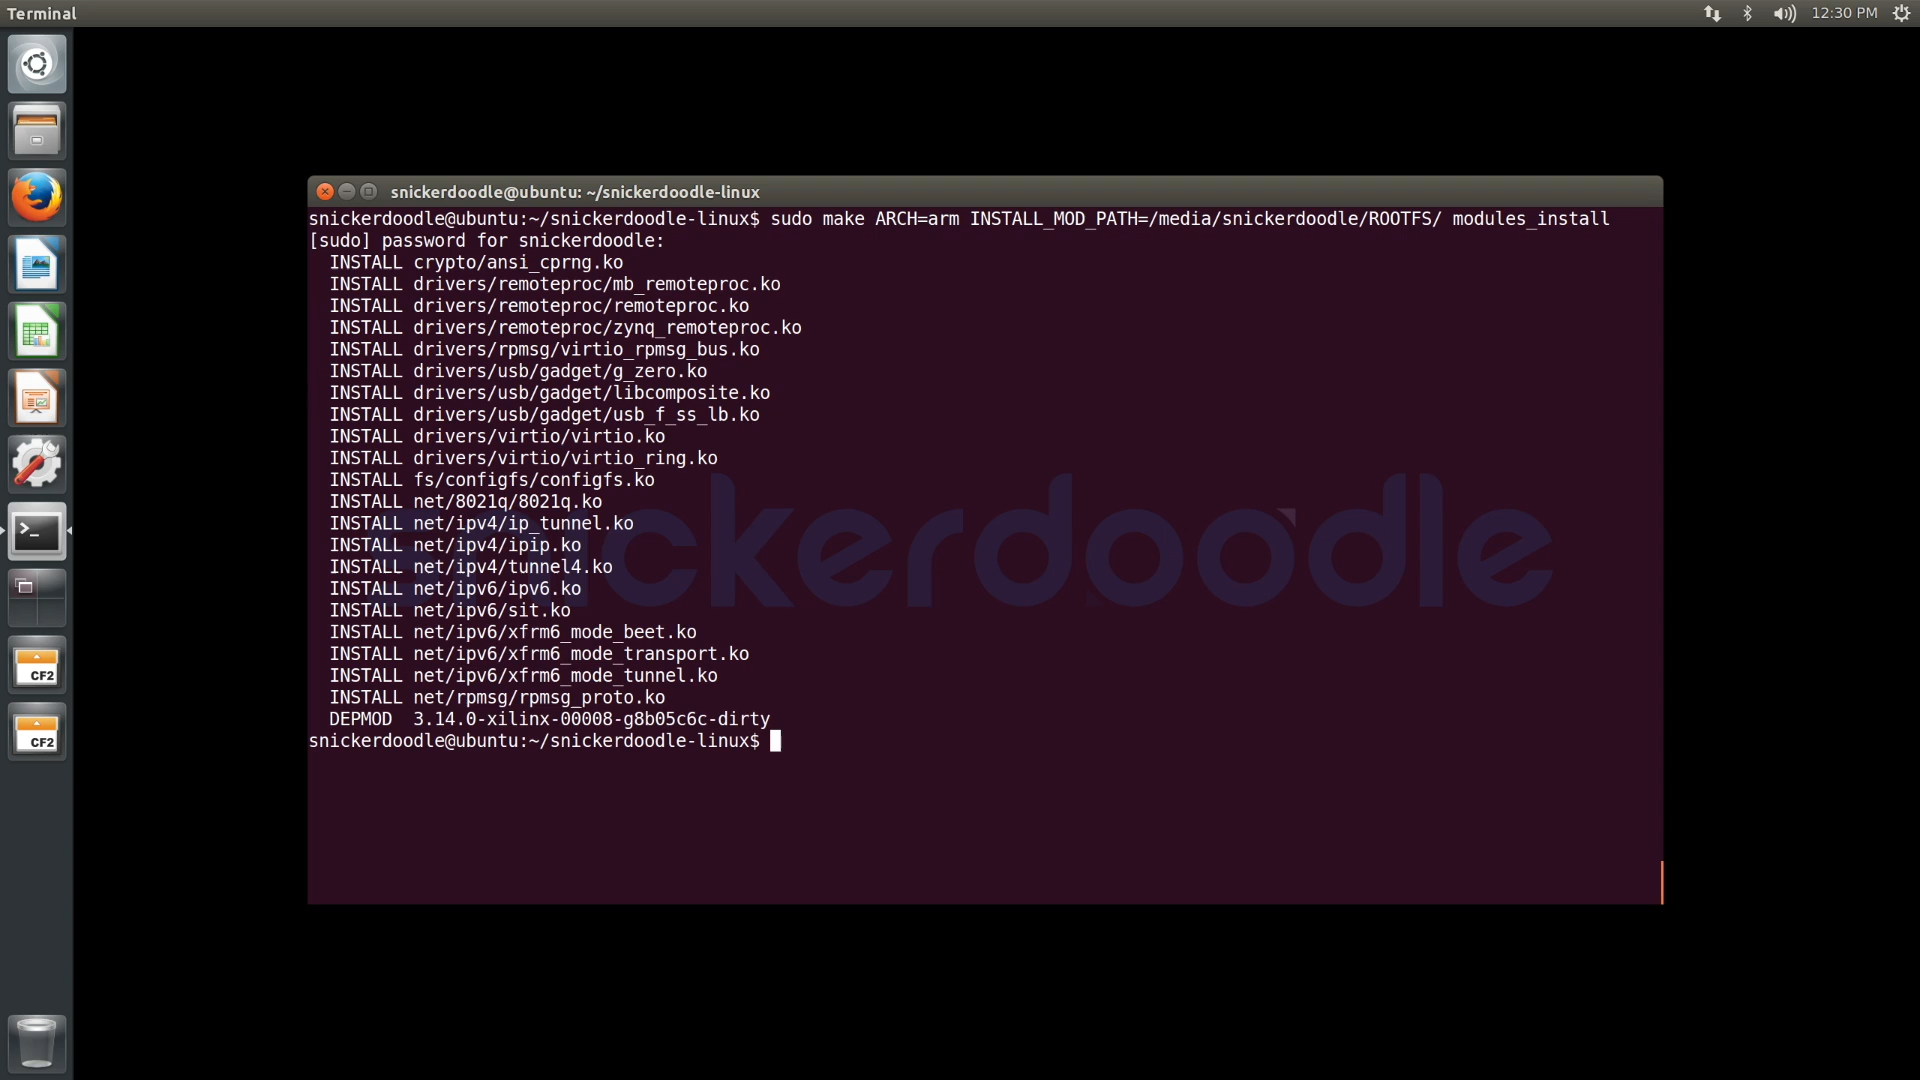 Terminal
12:30 PM
snickerdoodle@ubuntu: ~/snickerdoodle-linux
snickerdoodle@ubuntu:~/snickerdoodle-linux$ sudo make ARCH=arm INSTALL_MOD_PATH=/media/snickerdoodle/ROOTFS/ modules_install
[sudo] password for snickerdoodle:
  INSTALL crypto/ansi_cprng.ko
  INSTALL drivers/remoteproc/mb_remoteproc.ko
  INSTALL drivers/remoteproc/remoteproc.ko
  INSTALL drivers/remoteproc/zynq_remoteproc.ko
  INSTALL drivers/rpmsg/virtio_rpmsg_bus.ko
  INSTALL drivers/usb/gadget/g_zero.ko
  INSTALL drivers/usb/gadget/libcomposite.ko
  INSTALL drivers/usb/gadget/usb_f_ss_lb.ko
  INSTALL drivers/virtio/virtio.ko
  INSTALL drivers/virtio/virtio_ring.ko
  INSTALL fs/configfs/configfs.ko
  INSTALL net/8021q/8021q.ko
  INSTALL net/ipv4/ip_tunnel.ko
  INSTALL net/ipv4/ipip.ko
  INSTALL net/ipv4/tunnel4.ko
  INSTALL net/ipv6/ipv6.ko
  INSTALL net/ipv6/sit.ko
  INSTALL net/ipv6/xfrm6_mode_beet.ko
  INSTALL net/ipv6/xfrm6_mode_transport.ko
  INSTALL net/ipv6/xfrm6_mode_tunnel.ko
  INSTALL net/rpmsg/rpmsg_proto.ko
  DEPMOD  3.14.0-xilinx-00008-g8b05c6c-dirty
snickerdoodle@ubuntu:~/snickerdoodle-linux$
snickerdoodle
>_
CF2
CF2